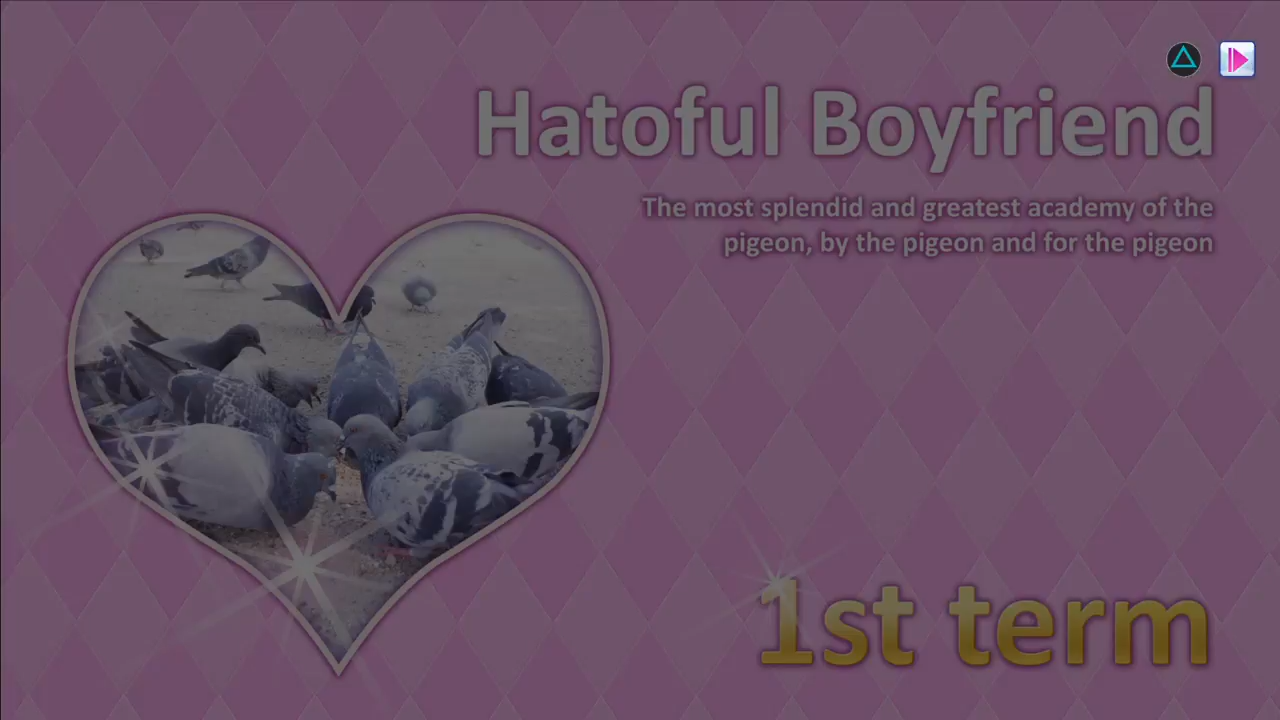 Hatoful Boyfriend
The most splendid and greatest academy of the
pigeon, by the pigeon and for the pigeon
1st term